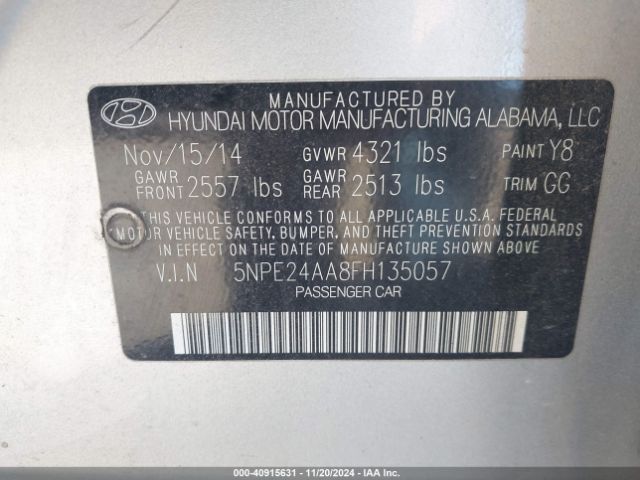 MANUFACTURED BY
HYUNDAI MOTOR MANUFACTURING ALABAMA, LLC
Nov/15/14 GVWR 4321 lbs PAINT Y8
GAWR FRONT 2557 lbs GAWR REAR 2513 lbs TRIM GG
THIS VEHICLE CONFORMS TO ALL APPLICABLE U.S.A. FEDERAL
MOTOR VEHICLE SAFETY, BUMPER, AND THEFT PREVENTION STANDARDS
IN EFFECT ON THE DATE OF MANUFACTURE SHOWN ABOVE.
V.I.N 5NPE24AA8FH135057
PASSENGER CAR
000-40915631 - 11/20/2024 - IAA Inc.